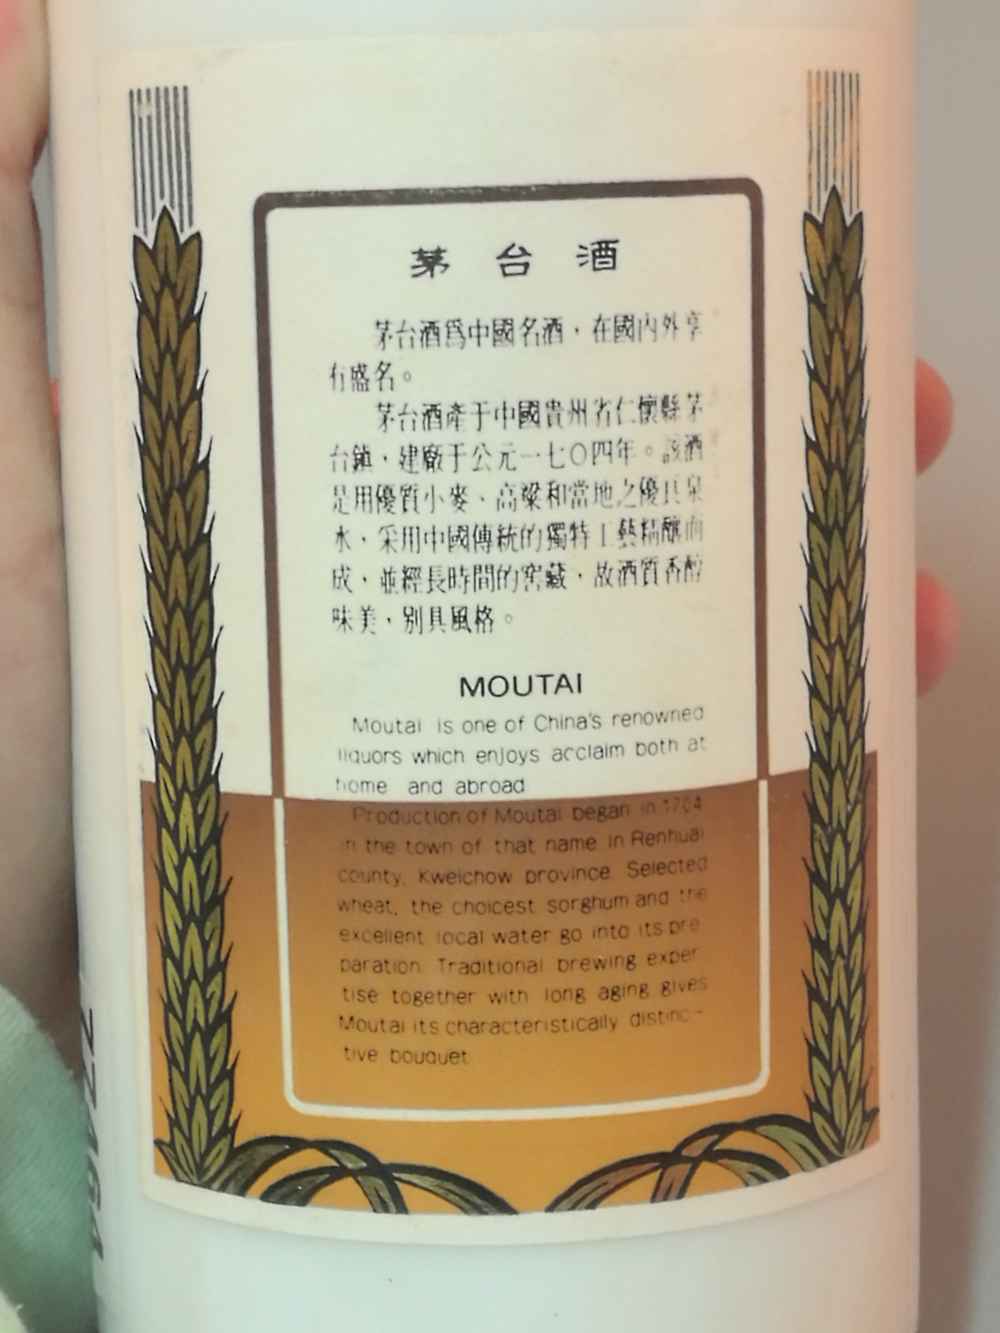 茅台酒
茅台酒爲中國名酒，在國内外享
有盛名。
茅台酒產于中國貴州省仁懷縣茅
台鎮，建廠于公元一七〇四年。該酒
是用優質小麥、高粱和當地之優良泉
水，采用中國傳統的獨特工藝精釀而
成，並經長時間的窖藏，故酒質香醇
味美，别具風格。
MOUTAI
Moutai is one of China's renowned
liquors which enjoys acclaim both at
home and abroad
Production of Moutai began in 1704
in the town of that name in Renhuai
county, Kweichow province. Selected
wheat, the choicest sorghum and the
excellent local water go into its pre
paration. Traditional brewing exper
tise together with long aging gives
Moutai its characteristically distinc-
tive bouquet